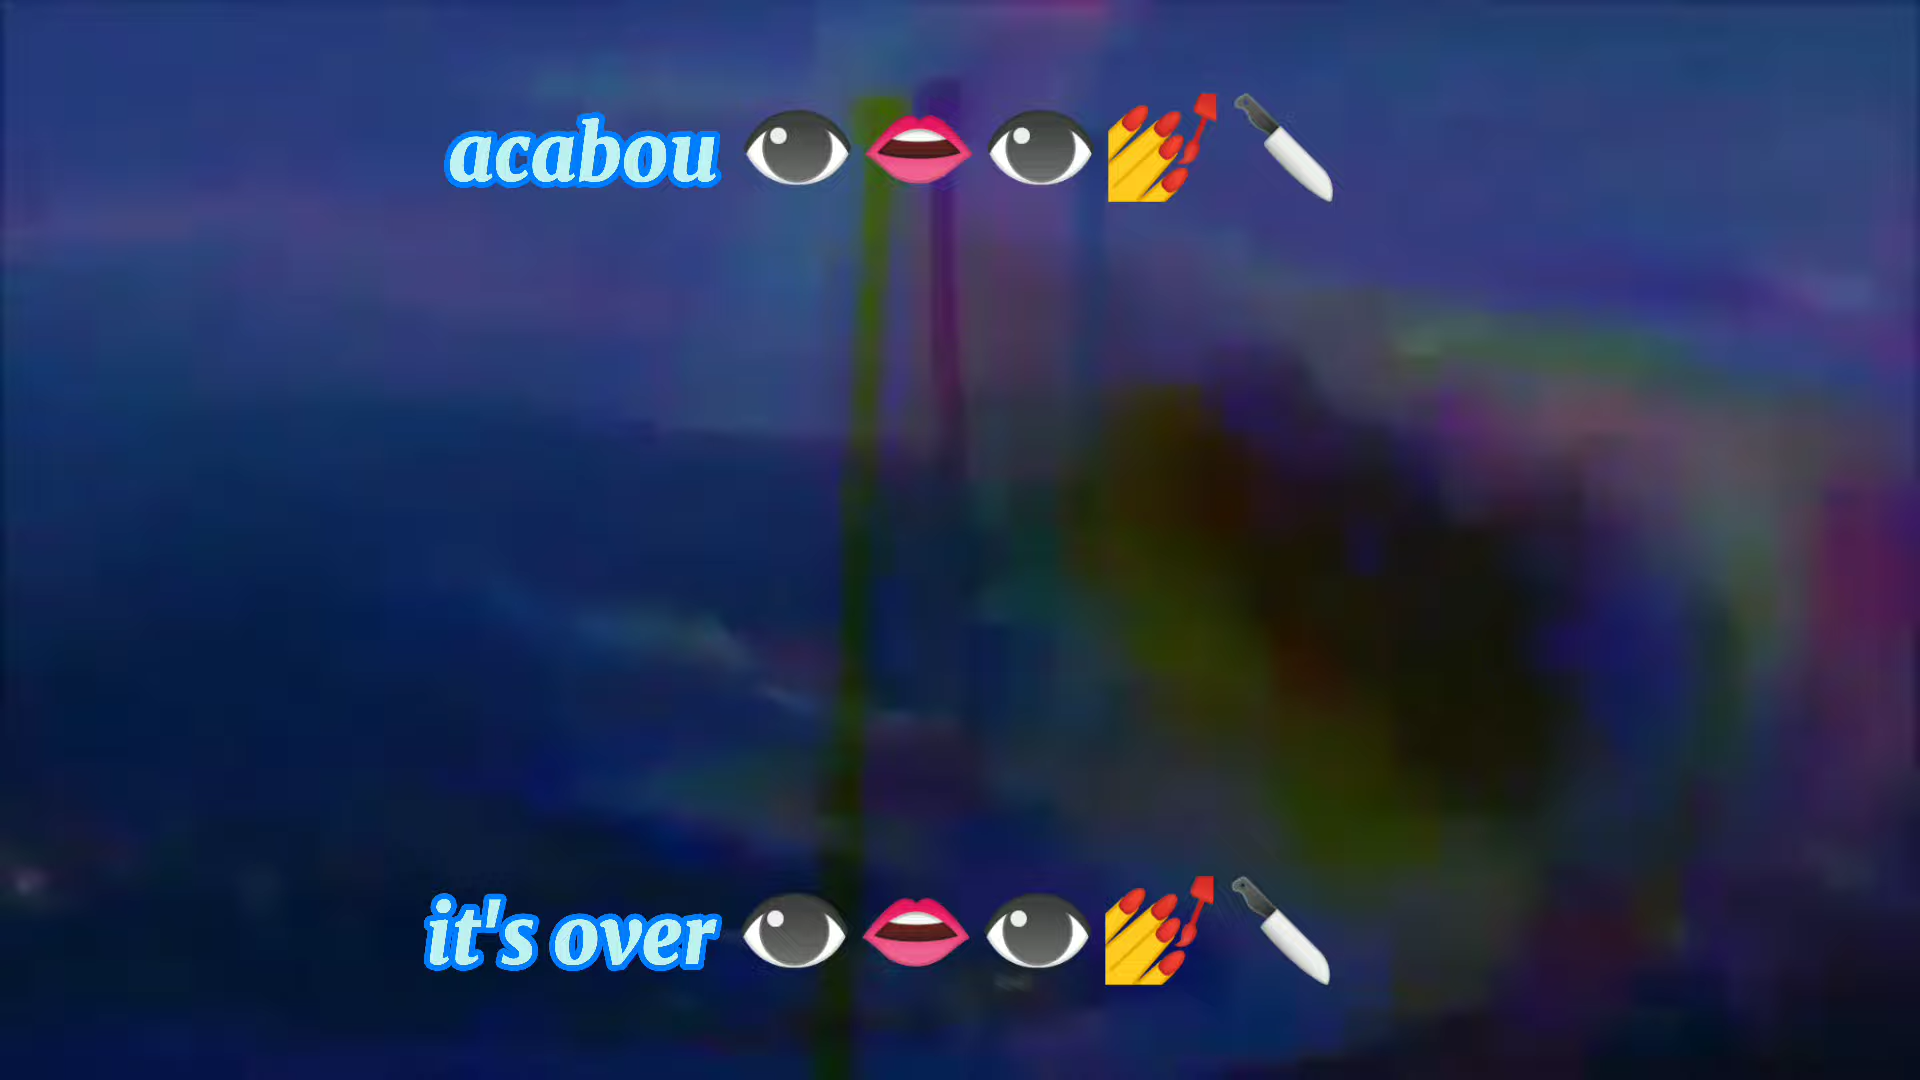 acabou 👁👄👁💅🔪
it's over 👁👄👁💅🔪